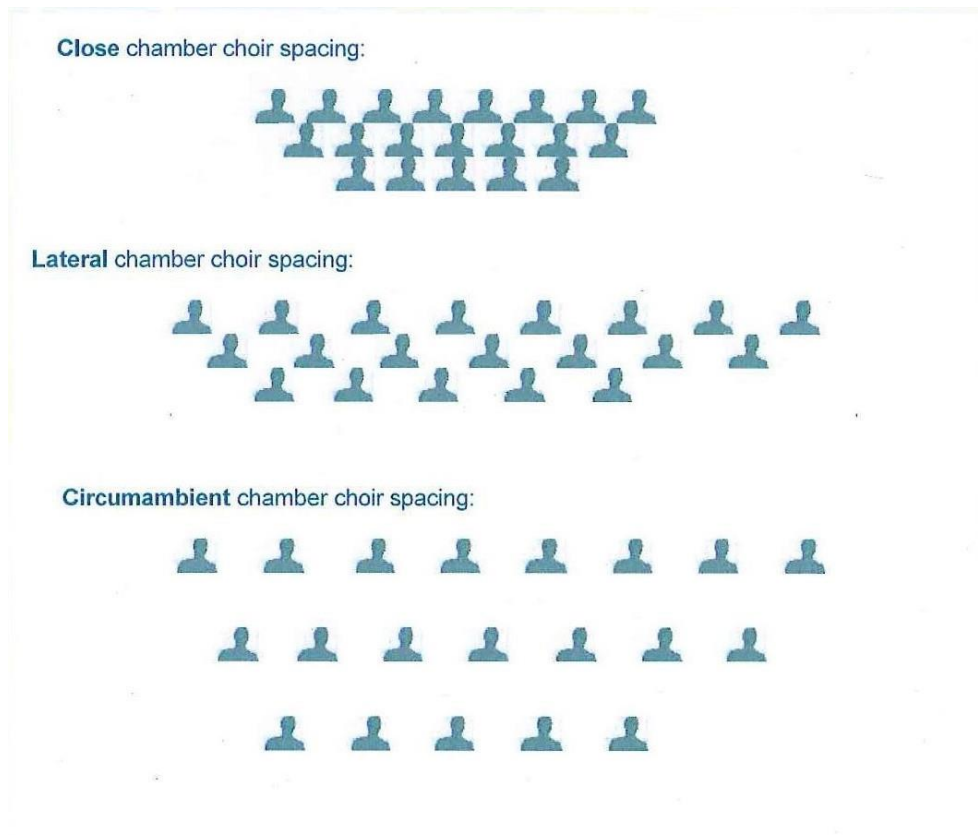 Close chamber choir spacing:
Lateral chamber choir spacing:
Circumambient chamber choir spacing: